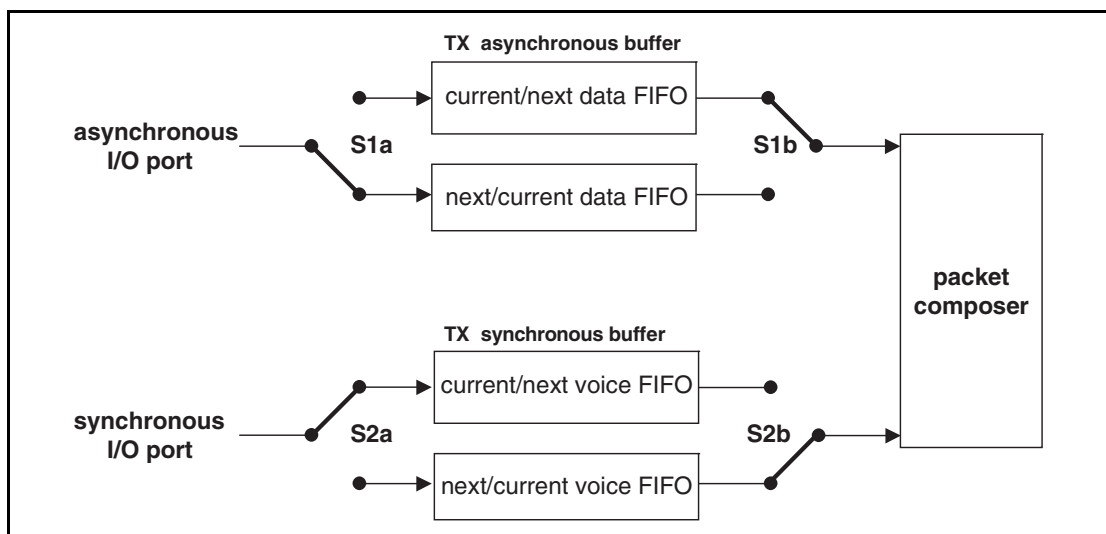 TX asynchronous buffer
current/next data FIFO
asynchronous
I/O port
S1a
S1b
next/current data FIFO
packet
composer
TX synchronous buffer
current/next voice FIFO
synchronous
I/O port
S2a
S2b
next/current voice FIFO